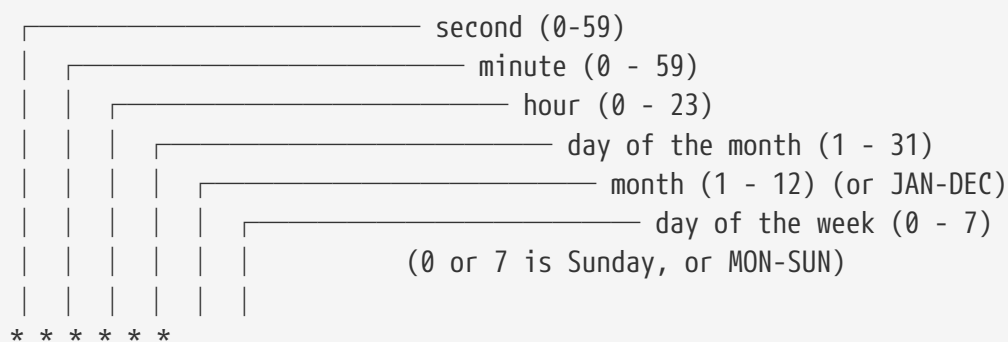 second (0-59)
minute (0 - 59)
hour (0 - 23)
day of the month (1 - 31)
month (1 - 12) (or JAN-DEC)
day of the week (0 - 7)
(0 or 7 is Sunday, or MON-SUN)
* * * * * *